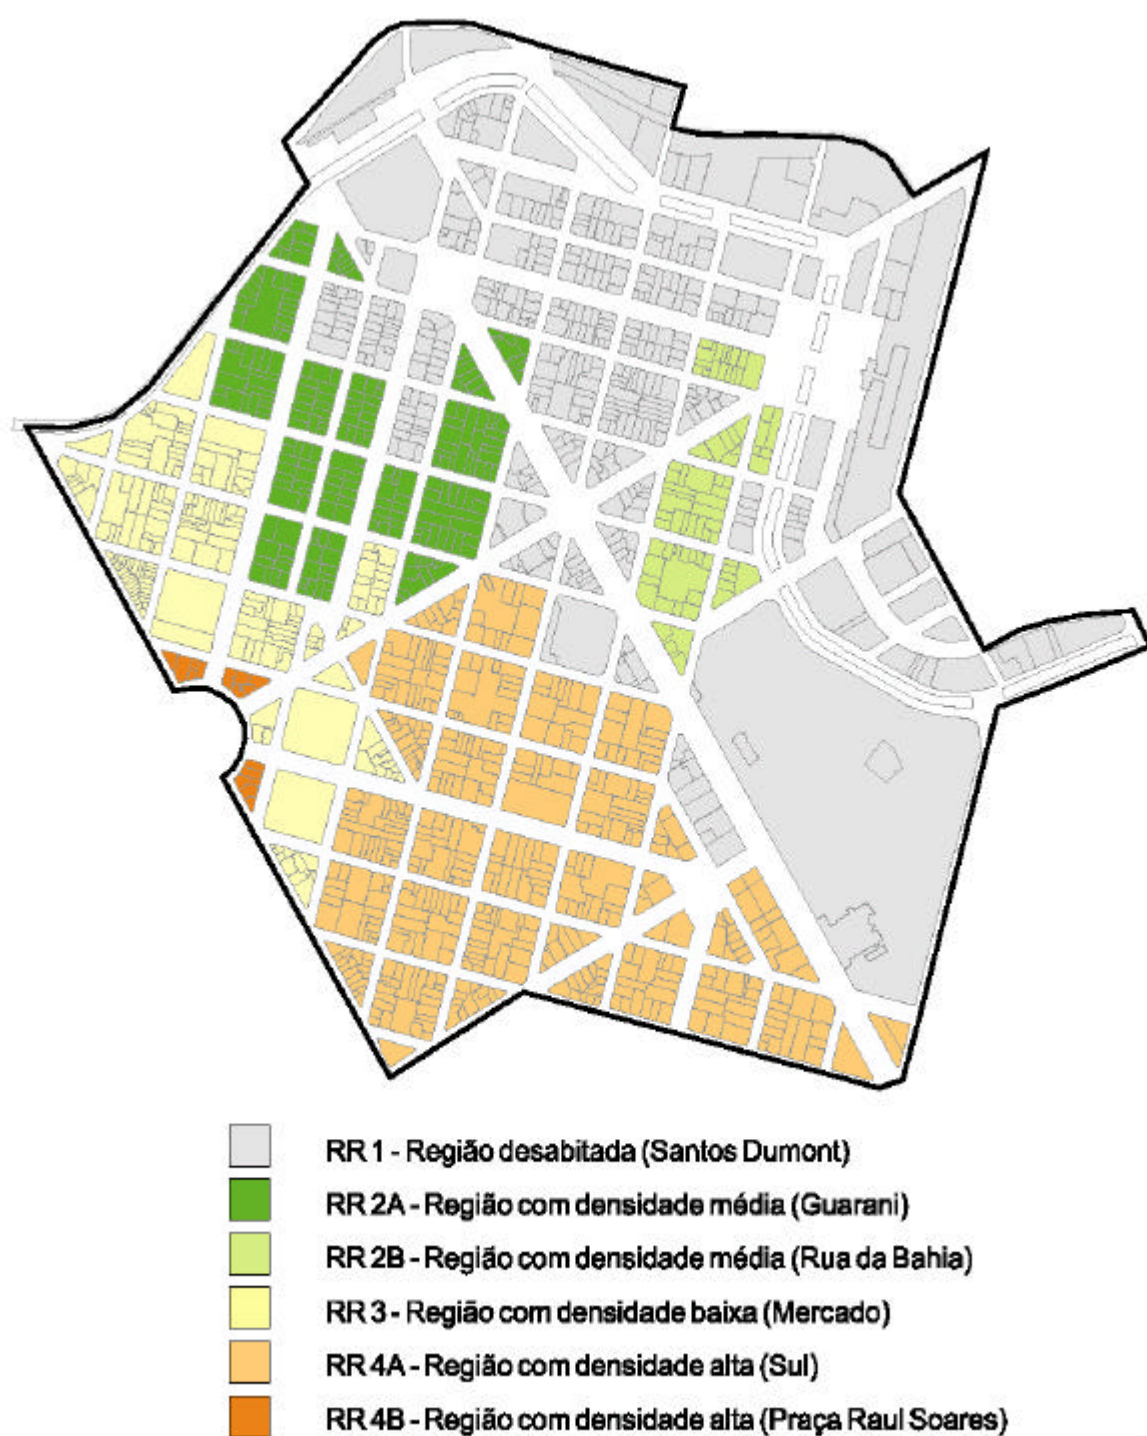 RR 1 - Região desabitada (Santos Dumont)
RR 2A - Região com densidade média (Guarani)
RR 2B - Região com densidade média (Rua da Bahia)
RR 3 - Região com densidade baixa (Mercado)
RR 4A - Região com densidade alta (Sul)
RR 4B - Região com densidade alta (Praça Raul Soares)